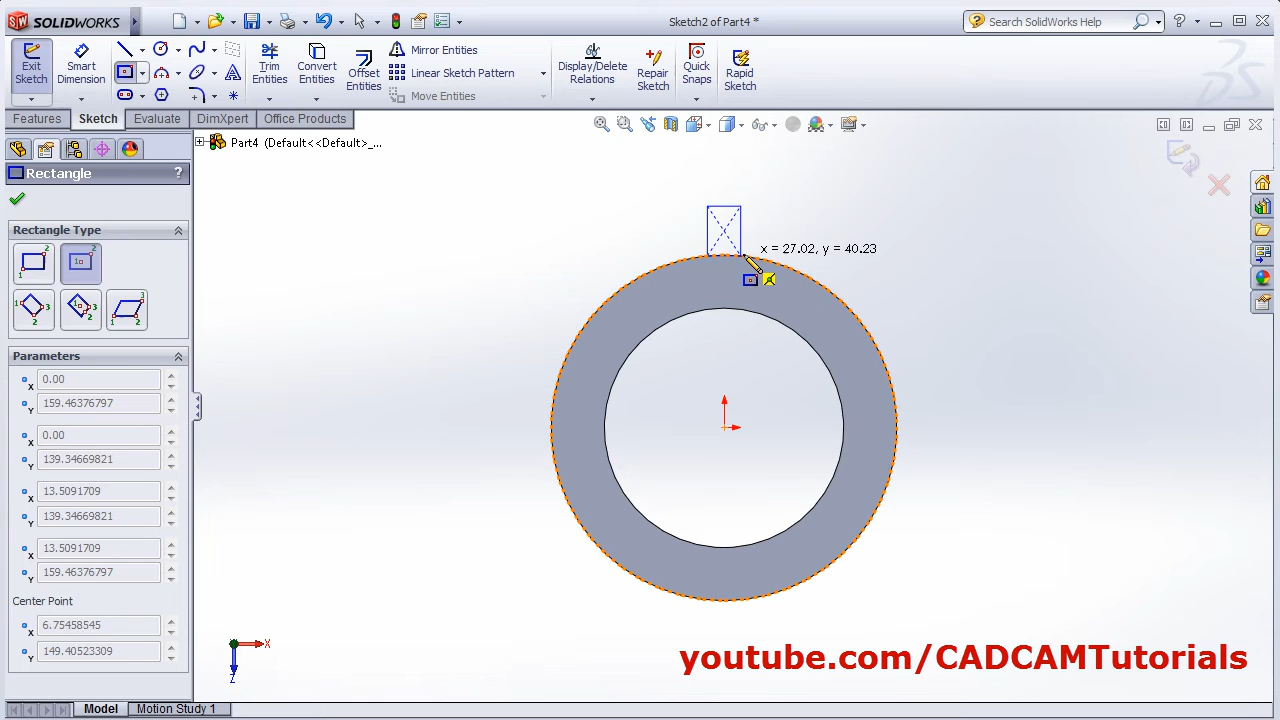 SOLIDWORKS
Sketch2 of Part4 *
Search SolidWorks Help
?
Exit Sketch
Smart Dimension
Trim Entities
Convert Entities
Offset Entities
Mirror Entities
Linear Sketch Pattern
Move Entities
Display/Delete Relations
Repair Sketch
Quick Snaps
Rapid Sketch
Features
Sketch
Evaluate
DimXpert
Office Products
Part4 (Default<<Default>_...
Rectangle
?
Rectangle Type
Parameters
X 0.00
Y 159.46376797
X 0.00
Y 139.34669821
X 13.5091709
Y 139.34669821
X 13.5091709
Y 159.46376797
Center Point
X 6.75458545
Y 149.40523309
x = 27.02, y = 40.23
X
Z
youtube.com/CADCAMTutorials
Model
Motion Study 1